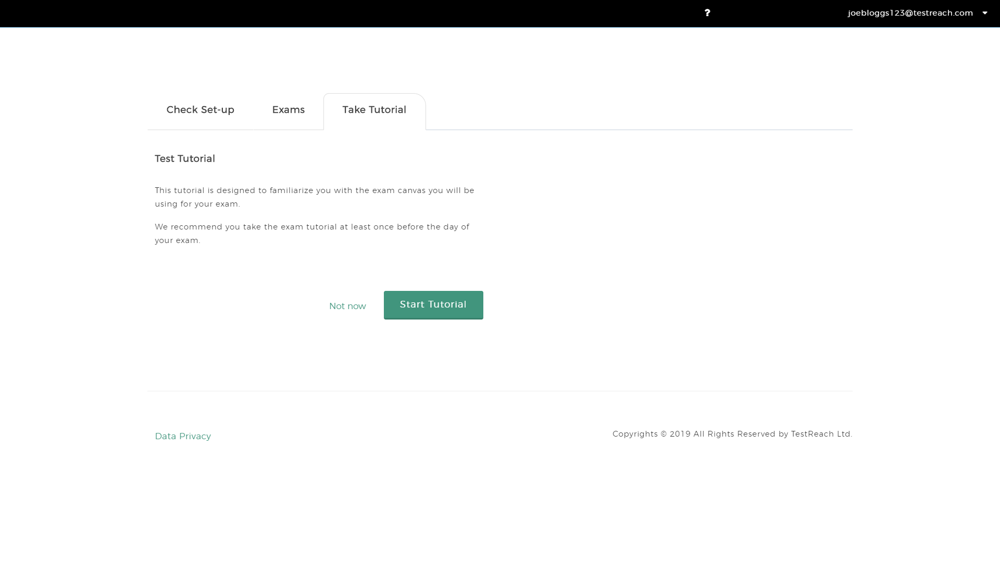 ?
joebloggs123@testreach.com
Check Set-up
Exams
Take Tutorial
Test Tutorial
This tutorial is designed to familiarize you with the exam canvas you will be
using for your exam.
We recommend you take the exam tutorial at least once before the day of
your exam.
Not now
Start Tutorial
Data Privacy
Copyrights © 2019 All Rights Reserved by TestReach Ltd.